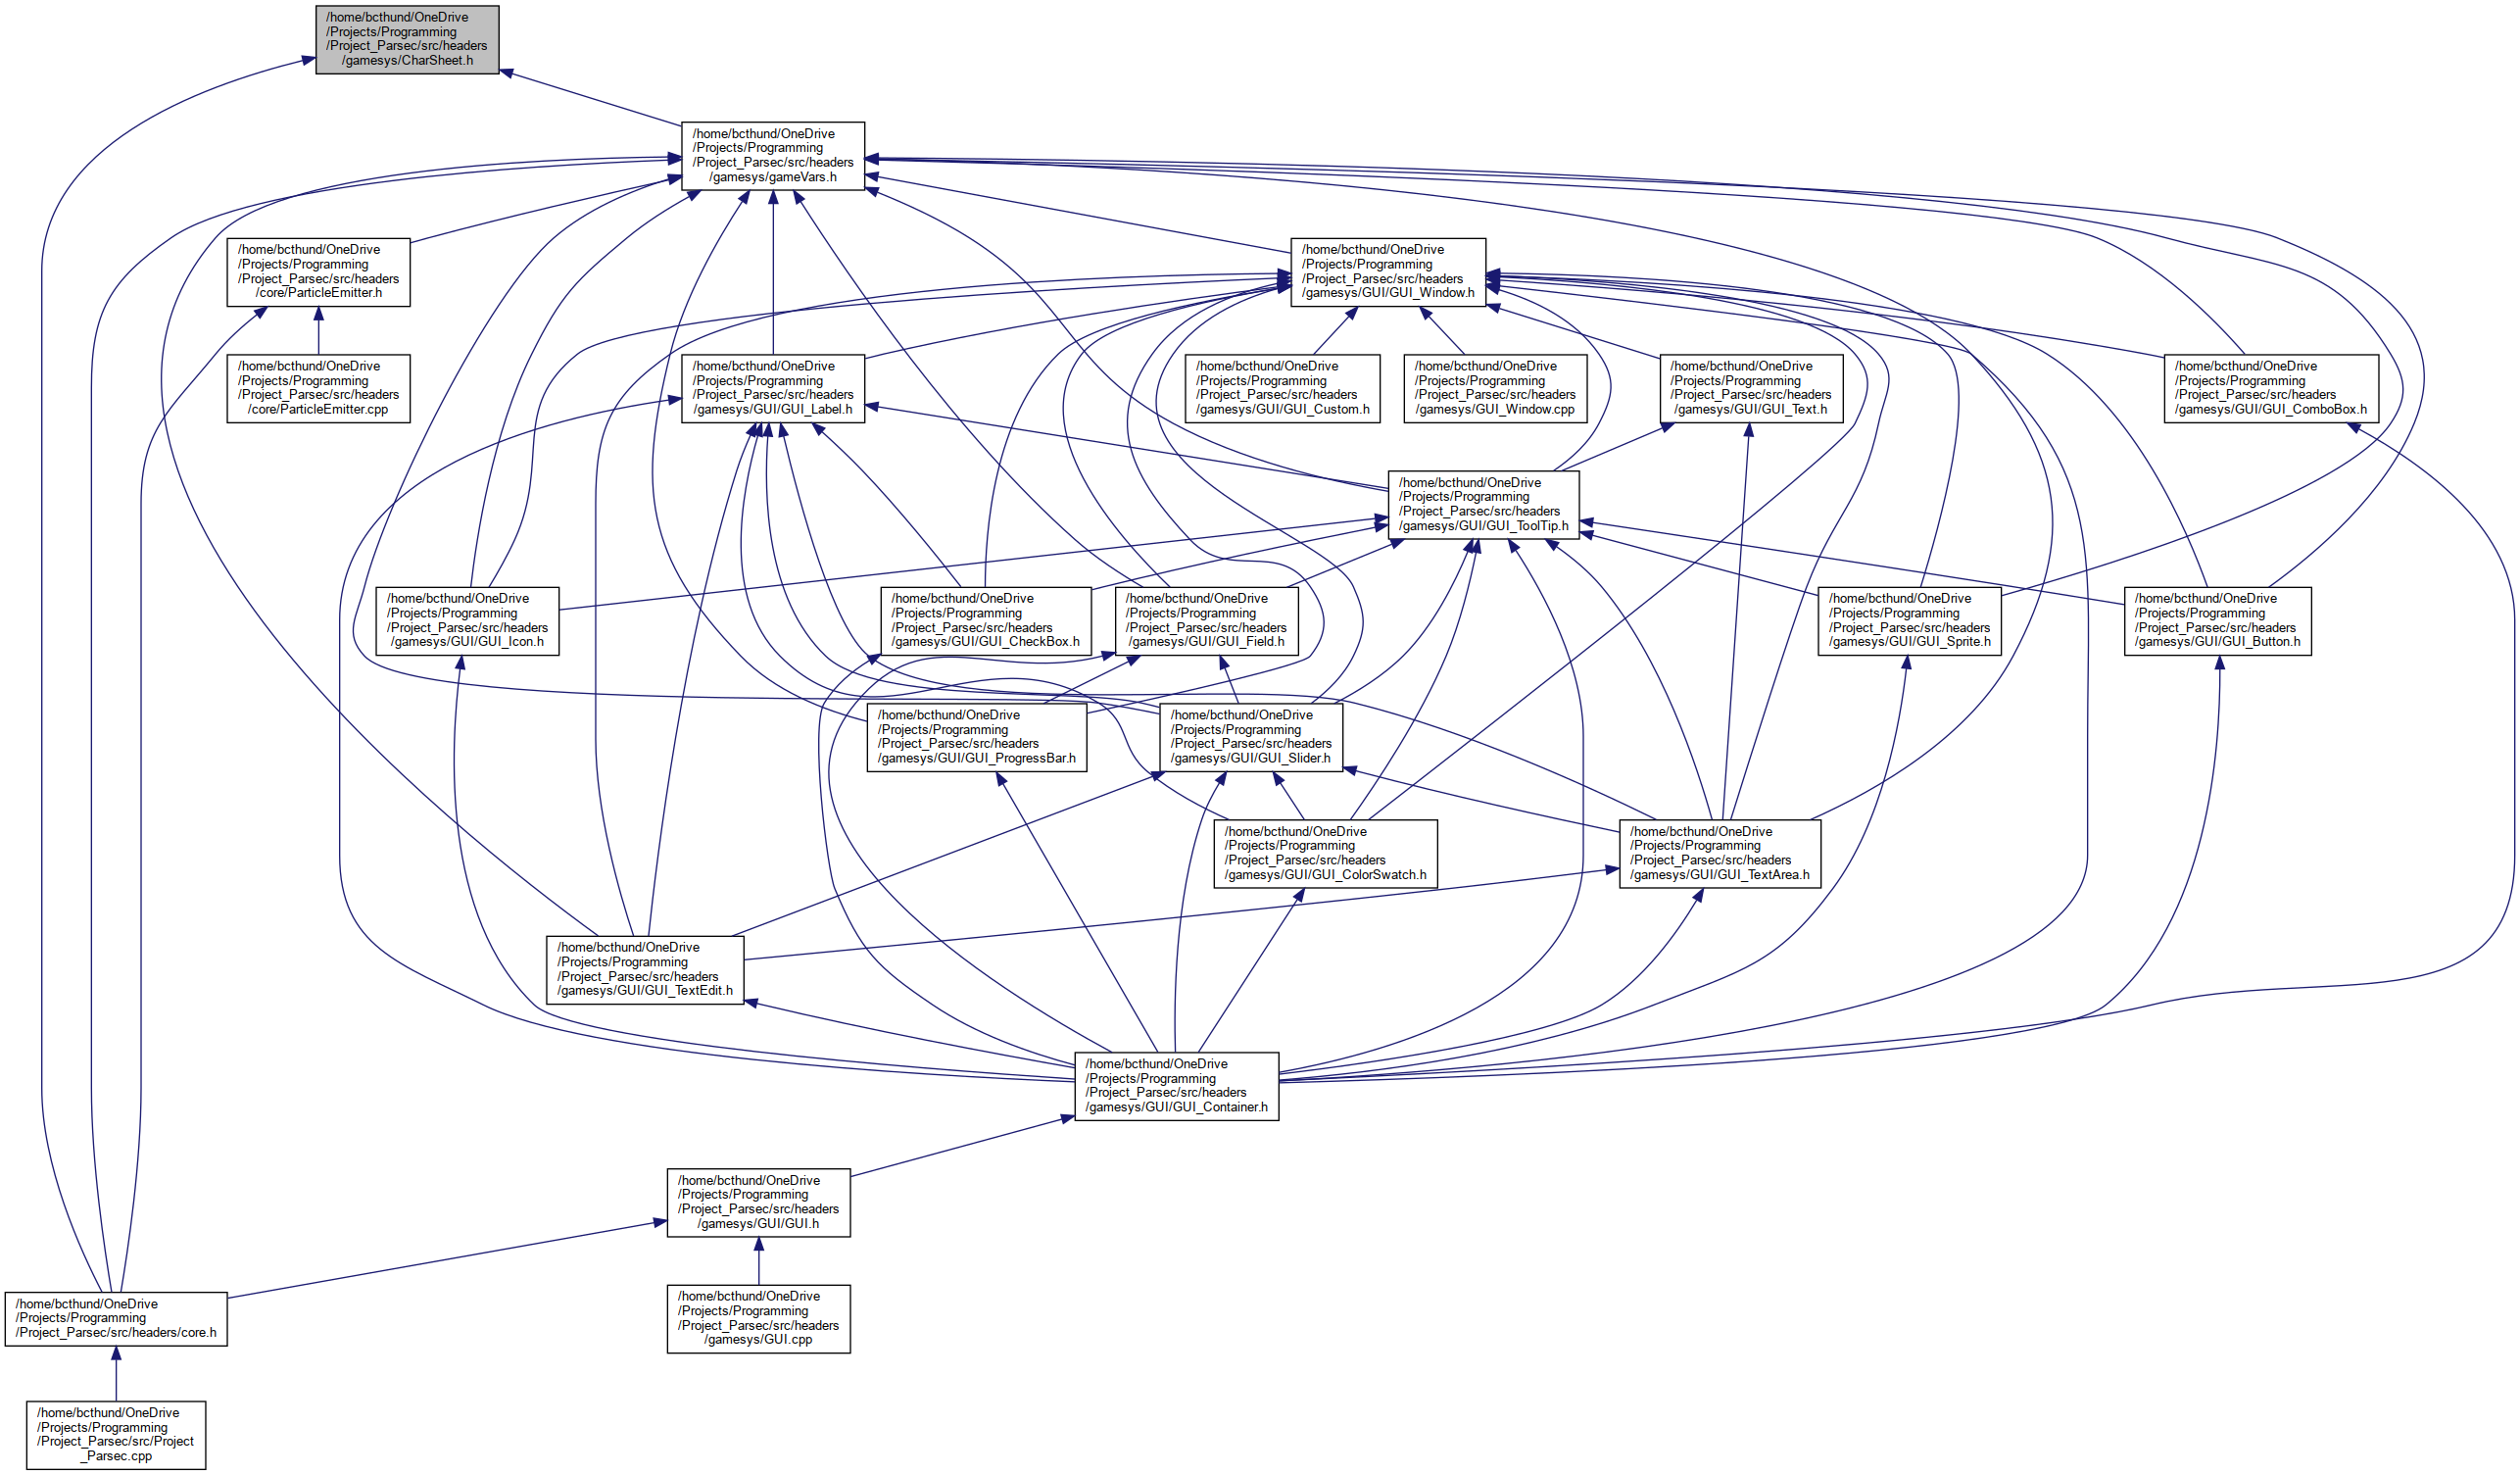 /home/bcthund/OneDrive
/Projects/Programming
/Project_Parsec/src/headers
/gamesys/CharSheet.h
/home/bcthund/OneDrive
/Projects/Programming
/Project_Parsec/src/headers
/gamesys/gameVars.h
/home/bcthund/OneDrive
/Projects/Programming
/Project_Parsec/src/headers
/core/ParticleEmitter.h
/home/bcthund/OneDrive
/Projects/Programming
/Project_Parsec/src/headers
/gamesys/GUI/GUI_Window.h
/home/bcthund/OneDrive
/Projects/Programming
/Project_Parsec/src/headers
/core/ParticleEmitter.cpp
/home/bcthund/OneDrive
/Projects/Programming
/Project_Parsec/src/headers
/gamesys/GUI/GUI_Label.h
/home/bcthund/OneDrive
/Projects/Programming
/Project_Parsec/src/headers
/gamesys/GUI/GUI_Custom.h
/home/bcthund/OneDrive
/Projects/Programming
/Project_Parsec/src/headers
/gamesys/GUI_Window.cpp
/home/bcthund/OneDrive
/Projects/Programming
/Project_Parsec/src/headers
/gamesys/GUI/GUI_Text.h
/home/bcthund/OneDrive
/Projects/Programming
/Project_Parsec/src/headers
/gamesys/GUI/GUI_ComboBox.h
/home/bcthund/OneDrive
/Projects/Programming
/Project_Parsec/src/headers
/gamesys/GUI/GUI_ToolTip.h
/home/bcthund/OneDrive
/Projects/Programming
/Project_Parsec/src/headers
/gamesys/GUI/GUI_Icon.h
/home/bcthund/OneDrive
/Projects/Programming
/Project_Parsec/src/headers
/gamesys/GUI/GUI_CheckBox.h
/home/bcthund/OneDrive
/Projects/Programming
/Project_Parsec/src/headers
/gamesys/GUI/GUI_Field.h
/home/bcthund/OneDrive
/Projects/Programming
/Project_Parsec/src/headers
/gamesys/GUI/GUI_Sprite.h
/home/bcthund/OneDrive
/Projects/Programming
/Project_Parsec/src/headers
/gamesys/GUI/GUI_Button.h
/home/bcthund/OneDrive
/Projects/Programming
/Project_Parsec/src/headers
/gamesys/GUI/GUI_ProgressBar.h
/home/bcthund/OneDrive
/Projects/Programming
/Project_Parsec/src/headers
/gamesys/GUI/GUI_Slider.h
/home/bcthund/OneDrive
/Projects/Programming
/Project_Parsec/src/headers
/gamesys/GUI/GUI_ColorSwatch.h
/home/bcthund/OneDrive
/Projects/Programming
/Project_Parsec/src/headers
/gamesys/GUI/GUI_TextArea.h
/home/bcthund/OneDrive
/Projects/Programming
/Project_Parsec/src/headers
/gamesys/GUI/GUI_TextEdit.h
/home/bcthund/OneDrive
/Projects/Programming
/Project_Parsec/src/headers
/gamesys/GUI/GUI_Container.h
/home/bcthund/OneDrive
/Projects/Programming
/Project_Parsec/src/headers
/gamesys/GUI/GUI.h
/home/bcthund/OneDrive
/Projects/Programming
/Project_Parsec/src/headers/core.h
/home/bcthund/OneDrive
/Projects/Programming
/Project_Parsec/src/headers
/gamesys/GUI.cpp
/home/bcthund/OneDrive
/Projects/Programming
/Project_Parsec/src/Project
_Parsec.cpp